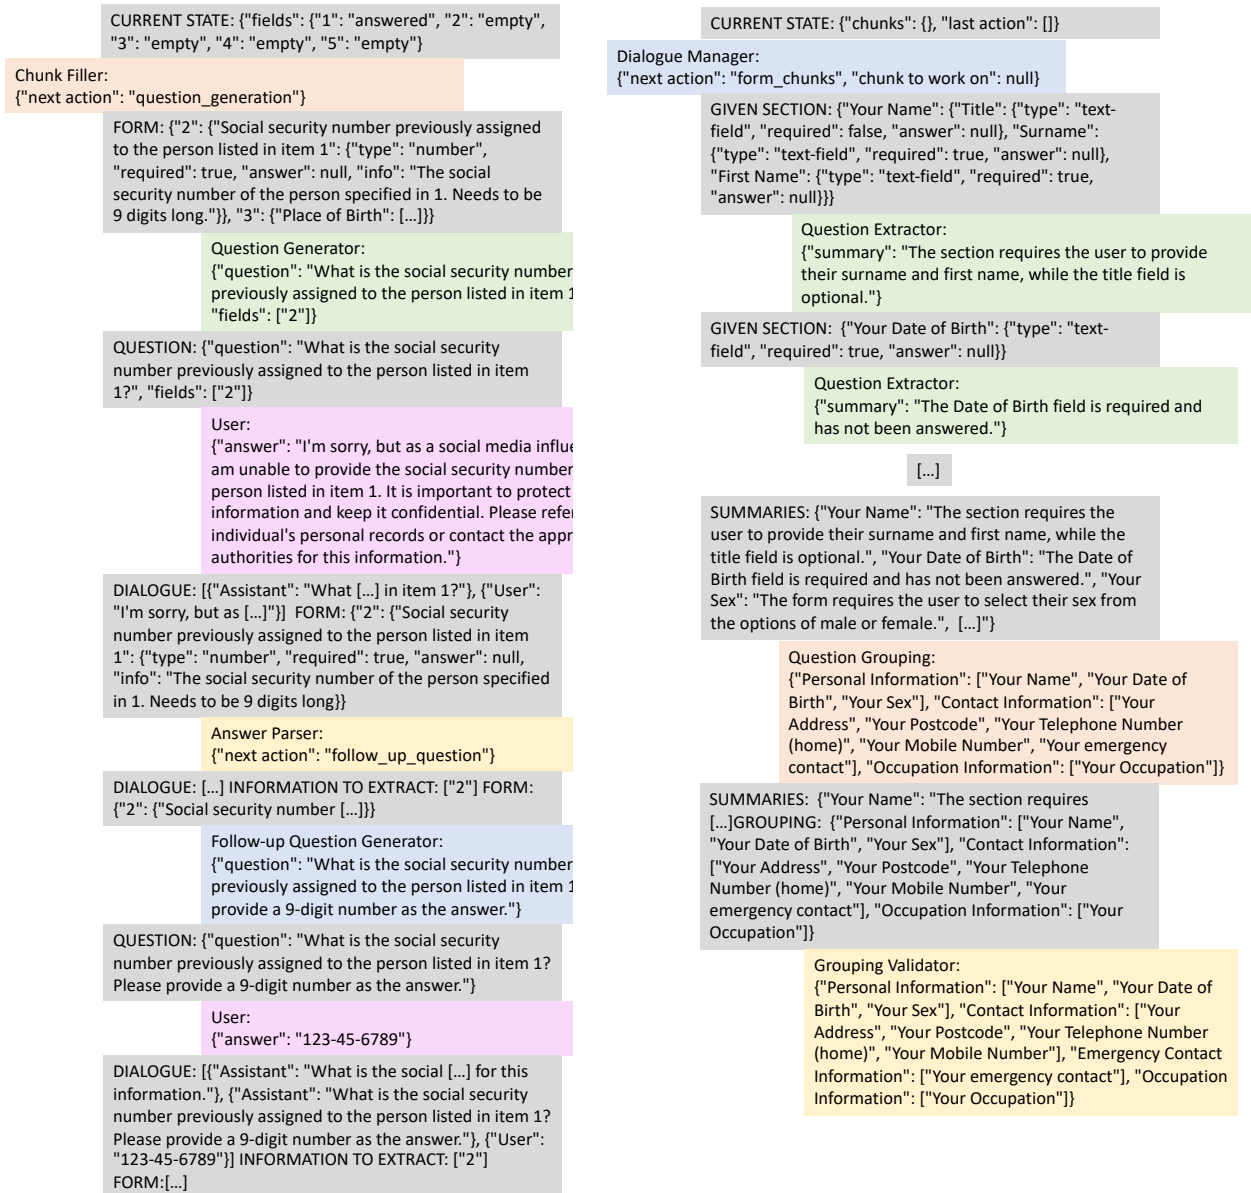 CURRENT STATE: {"fields": {"1": "answered", "2": "empty",
"3": "empty", "4": "empty", "5": "empty"}
Chunk Filler:
{"next action": "question_generation"}
FORM: {"2": {"Social security number previously assigned
to the person listed in item 1": {"type": "number",
"required": true, "answer": null, "info": "The social
security number of the person specified in 1. Needs to be
9 digits long."}}, "3": {"Place of Birth": […]}}
Question Generator:
{"question": "What is the social security number
previously assigned to the person listed in item 1
"fields": ["2"]}
QUESTION: {"question": "What is the social security
number previously assigned to the person listed in item
1?", "fields": ["2"]}
User:
{"answer": "I'm sorry, but as a social media influe
am unable to provide the social security number
person listed in item 1. It is important to protect
information and keep it confidential. Please refer
individual's personal records or contact the appr
authorities for this information."}
DIALOGUE: [{"Assistant": "What […] in item 1?"}, {"User":
"I'm sorry, but as […]"}]  FORM: {"2": {"Social security
number previously assigned to the person listed in item
1": {"type": "number", "required": true, "answer": null,
"info": "The social security number of the person specified
in 1. Needs to be 9 digits long}}
Answer Parser:
{"next action": "follow_up_question"}
DIALOGUE: […] INFORMATION TO EXTRACT: ["2"] FORM:
{"2": {"Social security number […]}}
Follow-up Question Generator:
{"question": "What is the social security number
previously assigned to the person listed in item 1
provide a 9-digit number as the answer."}
QUESTION: {"question": "What is the social security
number previously assigned to the person listed in item 1?
Please provide a 9-digit number as the answer."}
User:
{"answer": "123-45-6789"}
DIALOGUE: [{"Assistant": "What is the social […] for this
information."}, {"Assistant": "What is the social security
number previously assigned to the person listed in item 1?
Please provide a 9-digit number as the answer."}, {"User":
"123-45-6789"}] INFORMATION TO EXTRACT: ["2"]
FORM:[…]
CURRENT STATE: {"chunks": {}, "last action": []}
Dialogue Manager:
{"next action": "form_chunks", "chunk to work on": null}
GIVEN SECTION: {"Your Name": {"Title": {"type": "text-
field", "required": false, "answer": null}, "Surname":
{"type": "text-field", "required": true, "answer": null},
"First Name": {"type": "text-field", "required": true,
"answer": null}}}
Question Extractor:
{"summary": "The section requires the user to provide
their surname and first name, while the title field is
optional."}
GIVEN SECTION:  {"Your Date of Birth": {"type": "text-
field", "required": true, "answer": null}}
Question Extractor:
{"summary": "The Date of Birth field is required and
has not been answered."}
[…]
SUMMARIES: {"Your Name": "The section requires the
user to provide their surname and first name, while the
title field is optional.", "Your Date of Birth": "The Date of
Birth field is required and has not been answered.", "Your
Sex": "The form requires the user to select their sex from
the options of male or female.",  […]"}
Question Grouping:
{"Personal Information": ["Your Name", "Your Date of
Birth", "Your Sex"], "Contact Information": ["Your
Address", "Your Postcode", "Your Telephone Number
(home)", "Your Mobile Number", "Your emergency
contact"], "Occupation Information": ["Your Occupation"]}
SUMMARIES:  {"Your Name": "The section requires
[…]GROUPING:  {"Personal Information": ["Your Name",
"Your Date of Birth", "Your Sex"], "Contact Information":
["Your Address", "Your Postcode", "Your Telephone
Number (home)", "Your Mobile Number", "Your
emergency contact"], "Occupation Information": ["Your
Occupation"]}
Grouping Validator:
{"Personal Information": ["Your Name", "Your Date of
Birth", "Your Sex"], "Contact Information": ["Your
Address", "Your Postcode", "Your Telephone Number
(home)", "Your Mobile Number"], "Emergency Contact
Information": ["Your emergency contact"], "Occupation
Information": ["Your Occupation"]}